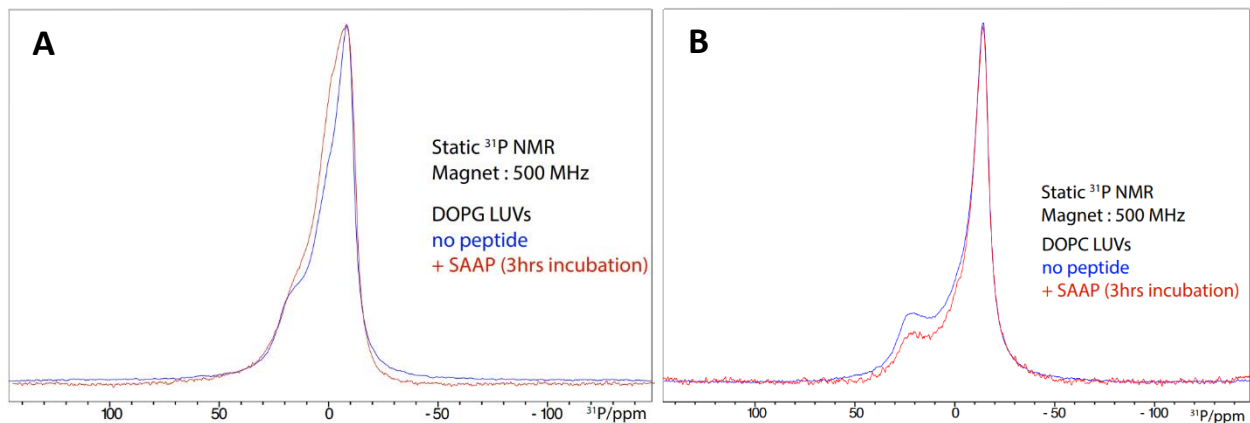 A
Static ³¹P NMR
Magnet : 500 MHz
DOPG LUVs
no peptide
+ SAAP (3hrs incubation)
100 50 0 -50 -100 ³¹P/ppm
B
Static ³¹P NMR
Magnet : 500 MHz
DOPC LUVs
no peptide
+ SAAP (3hrs incubation)
100 50 0 - 50 - 100 ³¹P/ppm